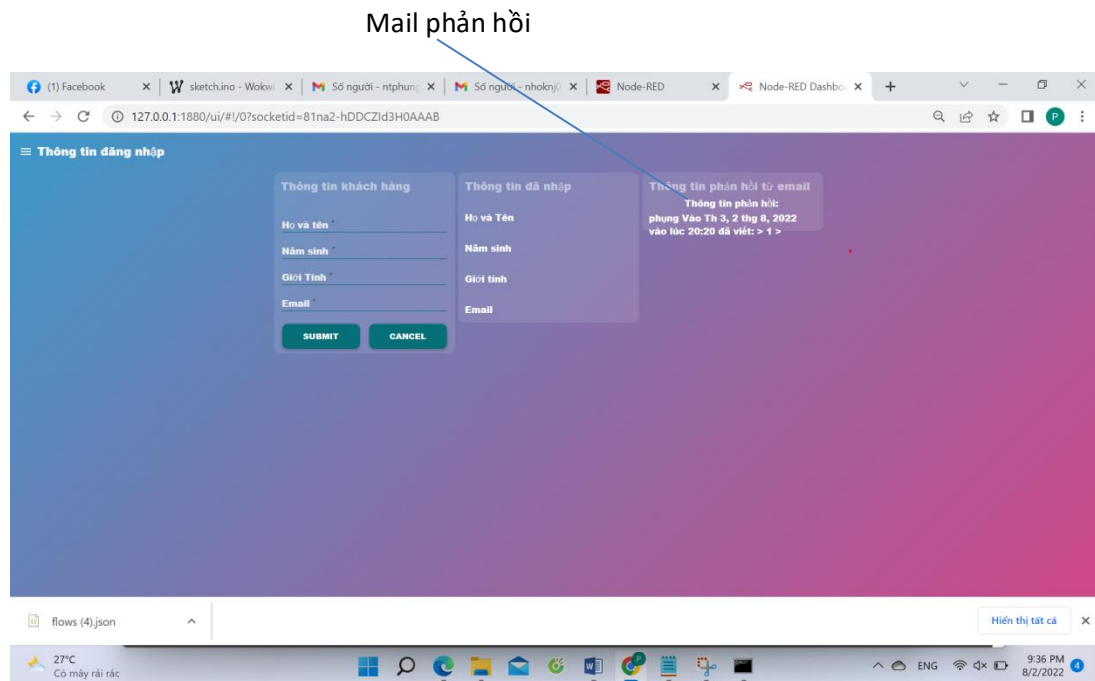 Mail phản hồi
(1) Facebook
sketch.ino - Wokwi
Số người - ntphung
Số người - nhoknj0
Node-RED
Node-RED Dashbo
127.0.0.1:1880/ui/#!/0?socketid=81na2-hDDCZId3H0AAAB
P
Thông tin đăng nhập
Thông tin khách hàng
Họ và tên *
Năm sinh *
Giới Tính *
Email *
SUBMIT CANCEL
Thông tin đã nhập
Họ và Tên
Năm sinh
Giới tính
Email
Thông tin phản hồi từ email
Thông tin phản hồi:
phụng Vào Th 3, 2 thg 8, 2022
vào lúc 20:20 đã viết: > 1 >
flows (4).json
Hiển thị tất cả
27°C
Có mây rải rác
ENG
9:36 PM
8/2/2022
4